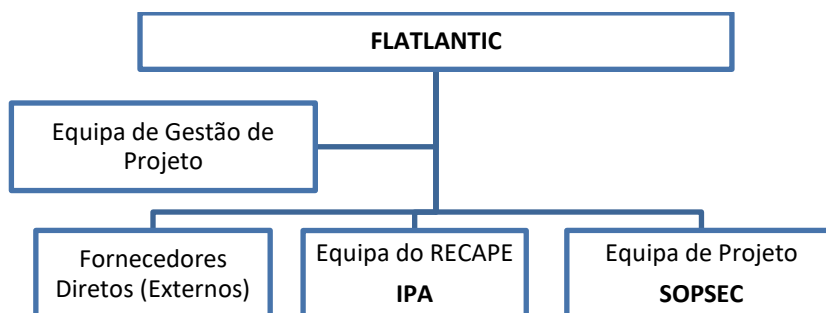 FLATLANTIC
Equipa de Gestão de
Projeto
Fornecedores
Diretos (Externos)
Equipa do RECAPE
IPA
Equipa de Projeto
SOPSEC